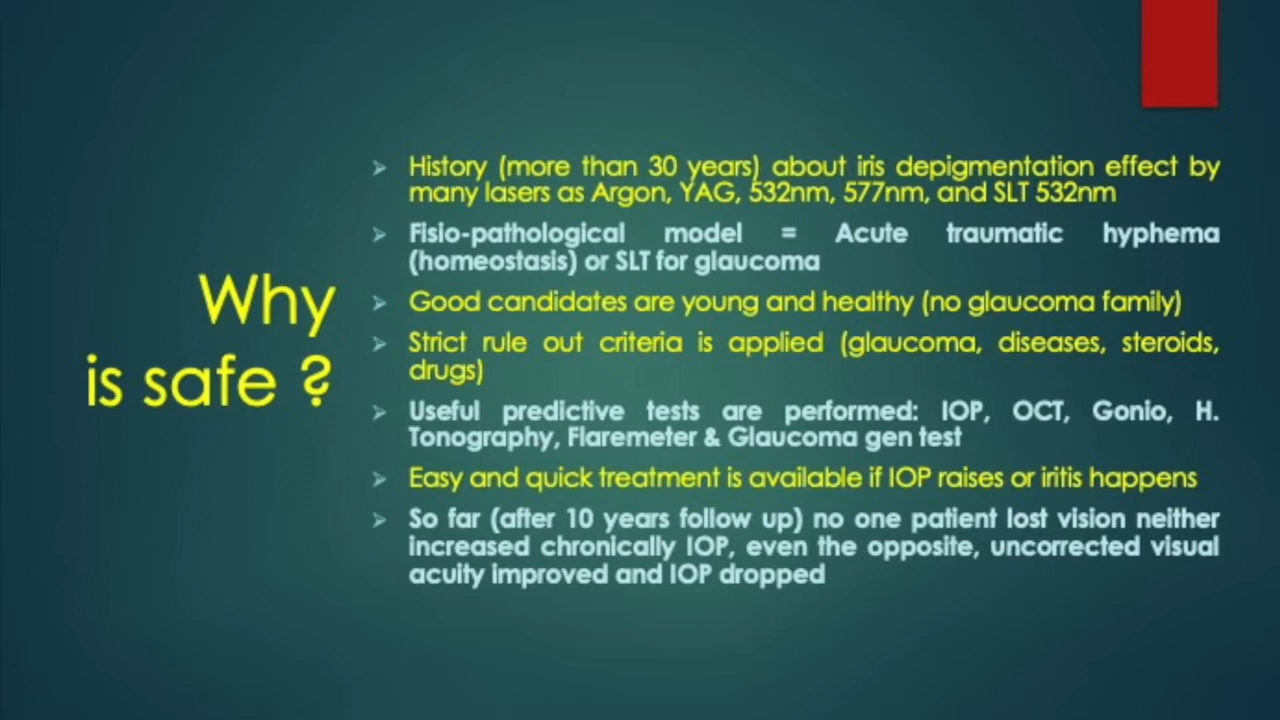 Why
is safe ?
History (more than 30 years) about iris depigmentation effect by
many lasers as Argon, YAG, 532nm, 577nm, and SLT 532nm
Fisio-pathological model = Acute traumatic hyphema
(homeostasis) or SLT for glaucoma
Good candidates are young and healthy (no glaucoma family)
Strict rule out criteria is applied (glaucoma, diseases, steroids,
drugs)
Useful predictive tests are performed: IOP, OCT, Gonio, H.
Tonography, Flaremeter & Glaucoma gen test
Easy and quick treatment is available if IOP raises or iritis happens
So far (after 10 years follow up) no one patient lost vision neither
increased chronically IOP, even the opposite, uncorrected visual
acuity improved and IOP dropped